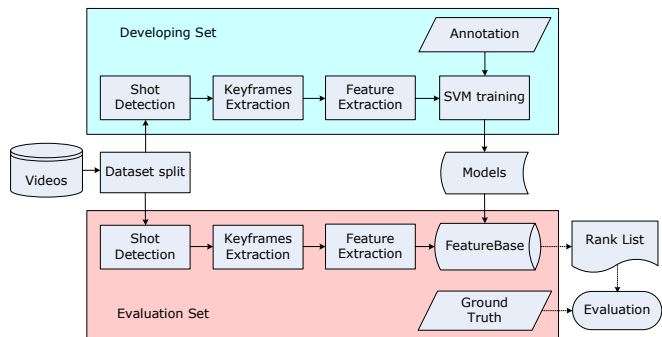 Developing Set
Annotation
Shot
Detection
Keyframes
Extraction
Feature
Extraction
SVM training
Videos
Dataset split
Models
Shot
Detection
Keyframes
Extraction
Feature
Extraction
FeatureBase
Rank List
Evaluation Set
Ground
Truth
Evaluation